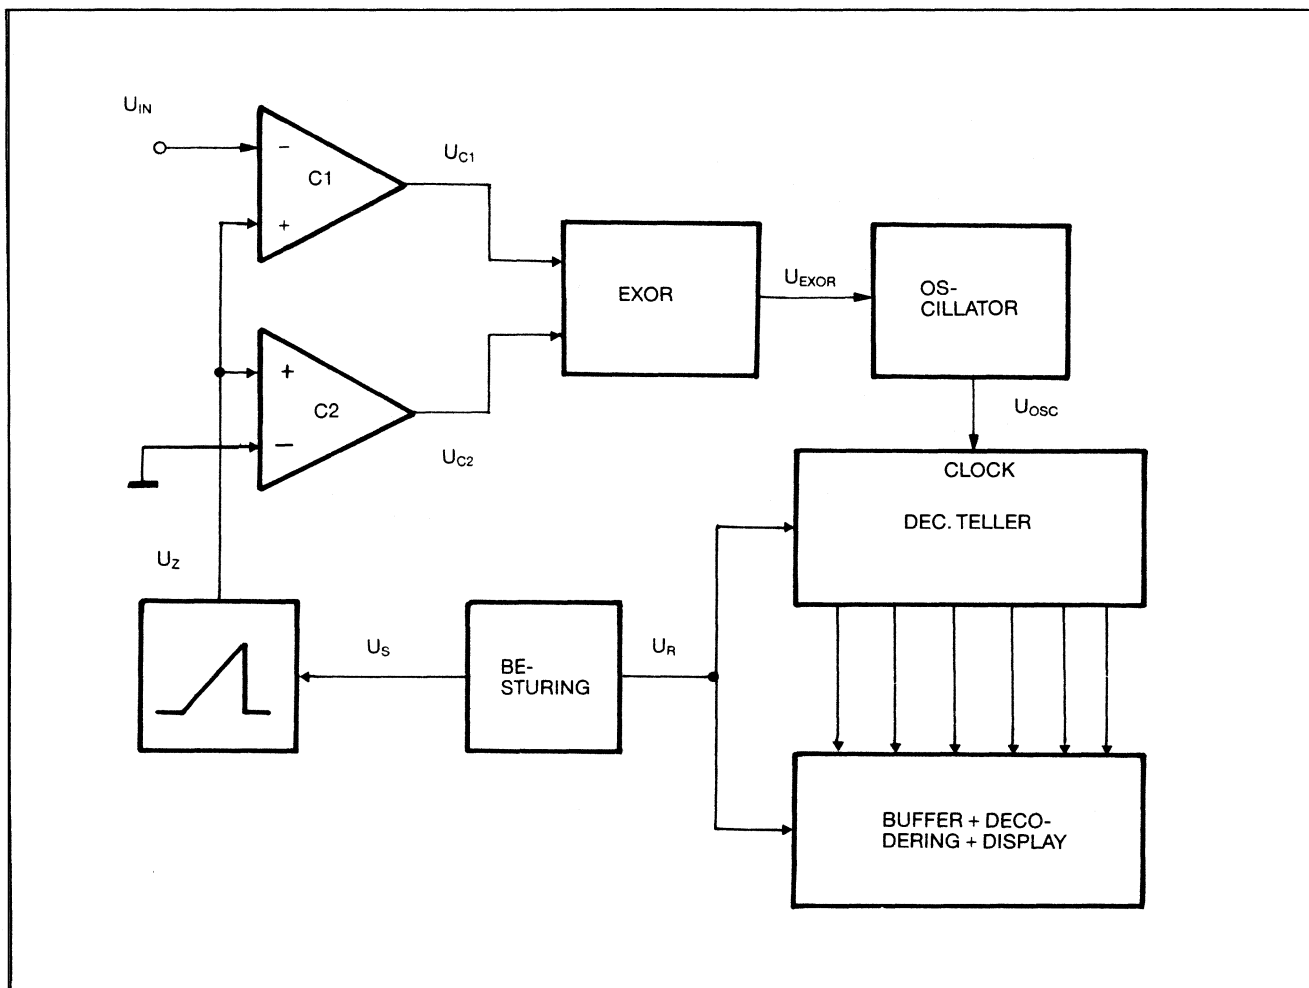 UIN
−
C1
+
UC1
EXOR
UEXOR
OS-
CILLATOR
+
C2
−
UC2
UOSC
CLOCK
DEC. TELLER
UZ
US
BE-
STURING
UR
BUFFER + DECO-
DERING + DISPLAY